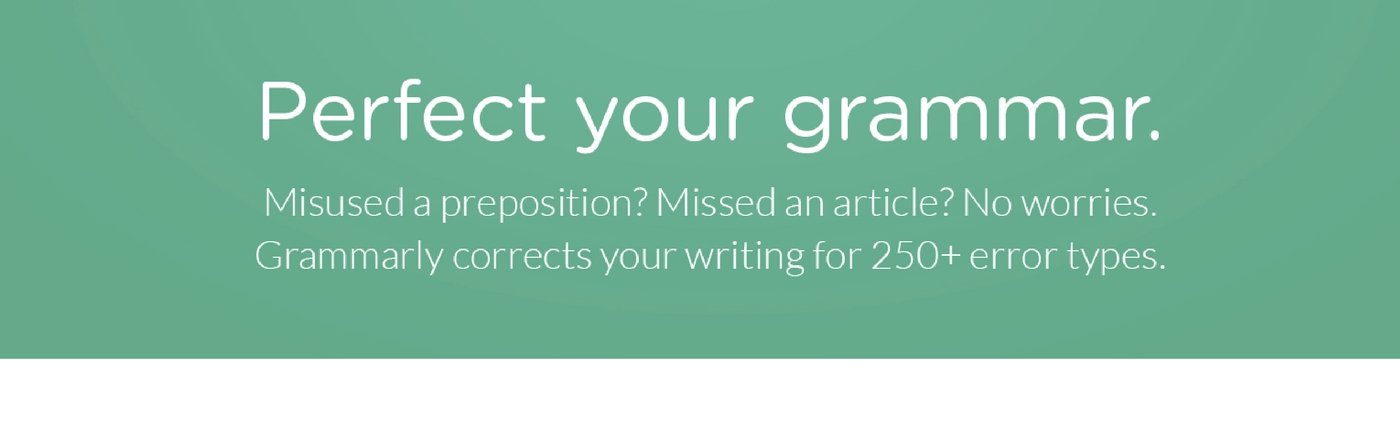 Perfect your grammar.
Misused a preposition? Missed an article? No worries.
Grammarly corrects your writing for 250+ error types.